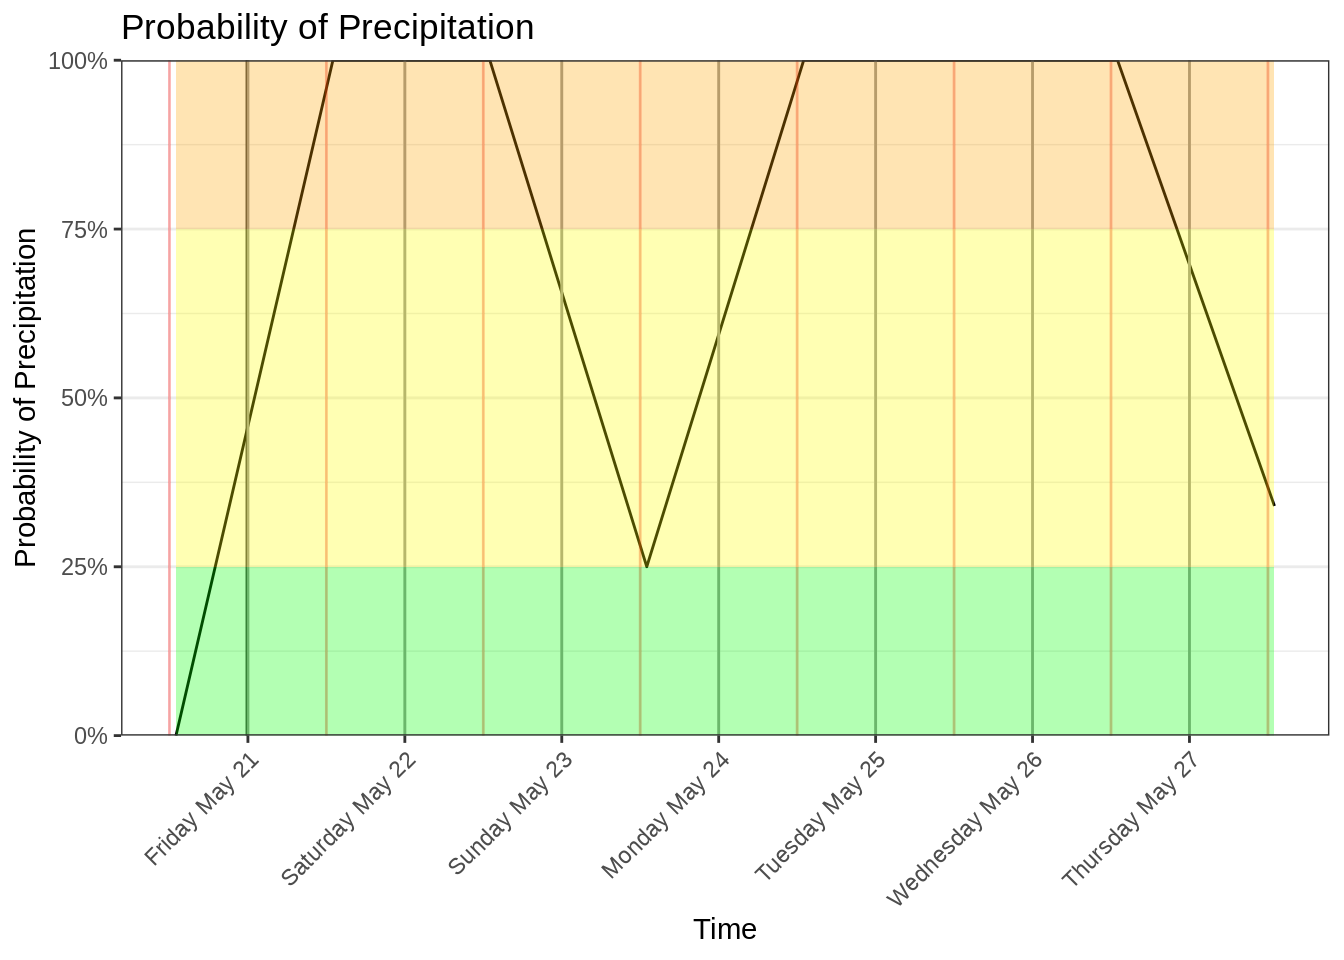 Probability of Precipitation
Probability of Precipitation
100%
75%
50%
25%
0%
Friday May 21
Saturday May 22
Sunday May 23
Monday May 24
Tuesday May 25
Wednesday May 26
Thursday May 27
Time